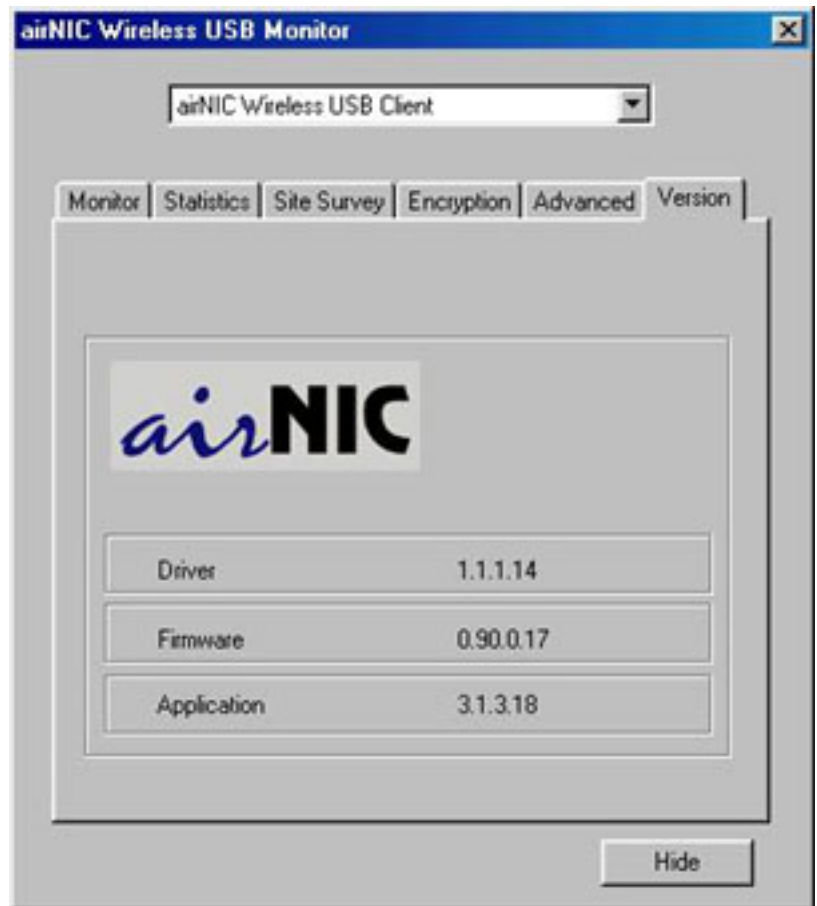 airNIC Wireless USB Monitor
airNIC Wireless USB Client
Monitor Statistics Site Survey Encryption Advanced Version
airNIC
Driver 1.1.1.14
Firmware 0.90.0.17
Application 3.1.3.18
Hide